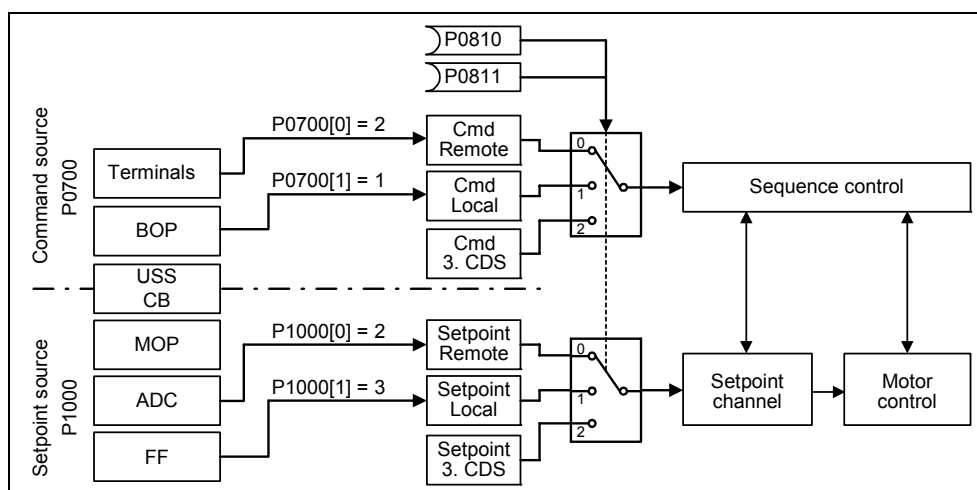 P0810
P0811
Command source
P0700
Terminals
BOP
USS
CB
P0700[0] = 2
P0700[1] = 1
Cmd
Remote
Cmd
Local
Cmd
3. CDS
0
1
2
Sequence control
Setpoint source
P1000
MOP
ADC
FF
P1000[0] = 2
P1000[1] = 3
Setpoint
Remote
Setpoint
Local
Setpoint
3. CDS
0
1
2
Setpoint
channel
Motor
control